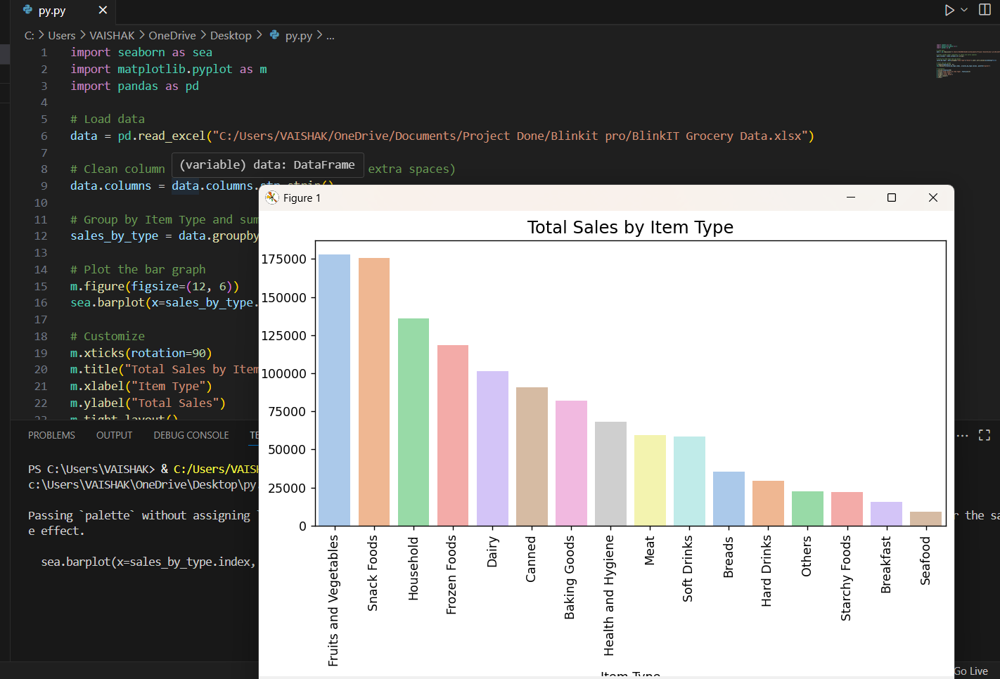 py.py
C: > Users > VAISHAK > OneDrive > Desktop > py.py > ...
1 import seaborn as sea
2 import matplotlib.pyplot as m
3 import pandas as pd
4
5 # Load data
6 data = pd.read_excel("C:/Users/VAISHAK/OneDrive/Documents/Project Done/Blinkit pro/BlinkIT Grocery Data.xlsx")
7
(variable) data: DataFrame
8 # Clean column extra spaces)
9 data.columns = data.columns.str.strip()
10
11 # Group by Item Type and sum
12 sales_by_type = data.groupby
13
14 # Plot the bar graph
15 m.figure(figsize=(12, 6))
16 sea.barplot(x=sales_by_type.
17
18 # Customize
19 m.xticks(rotation=90)
20 m.title("Total Sales by Item
21 m.xlabel("Item Type")
22 m.ylabel("Total Sales")
23 m.tight_layout()
PROBLEMS OUTPUT DEBUG CONSOLE TE
PS C:\Users\VAISHAK> & C:/Users/VAISH
c:\Users\VAISHAK\OneDrive\Desktop\py.
Passing `palette` without assigning
r the sa
e effect.
sea.barplot(x=sales_by_type.index,
Go Live
Figure 1
Total Sales by Item Type
175000
150000
125000
100000
75000
50000
25000
0
Fruits and Vegetables
Snack Foods
Household
Frozen Foods
Dairy
Canned
Baking Goods
Health and Hygiene
Meat
Soft Drinks
Breads
Hard Drinks
Others
Starchy Foods
Breakfast
Seafood
Item Type